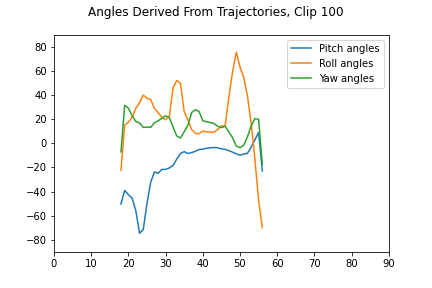 Angles Derived From Trajectories, Clip 100
Pitch angles
Roll angles
Yaw angles
80
60
40
20
0
−20
−40
−60
−80
0 10 20 30 40 50 60 70 80 90